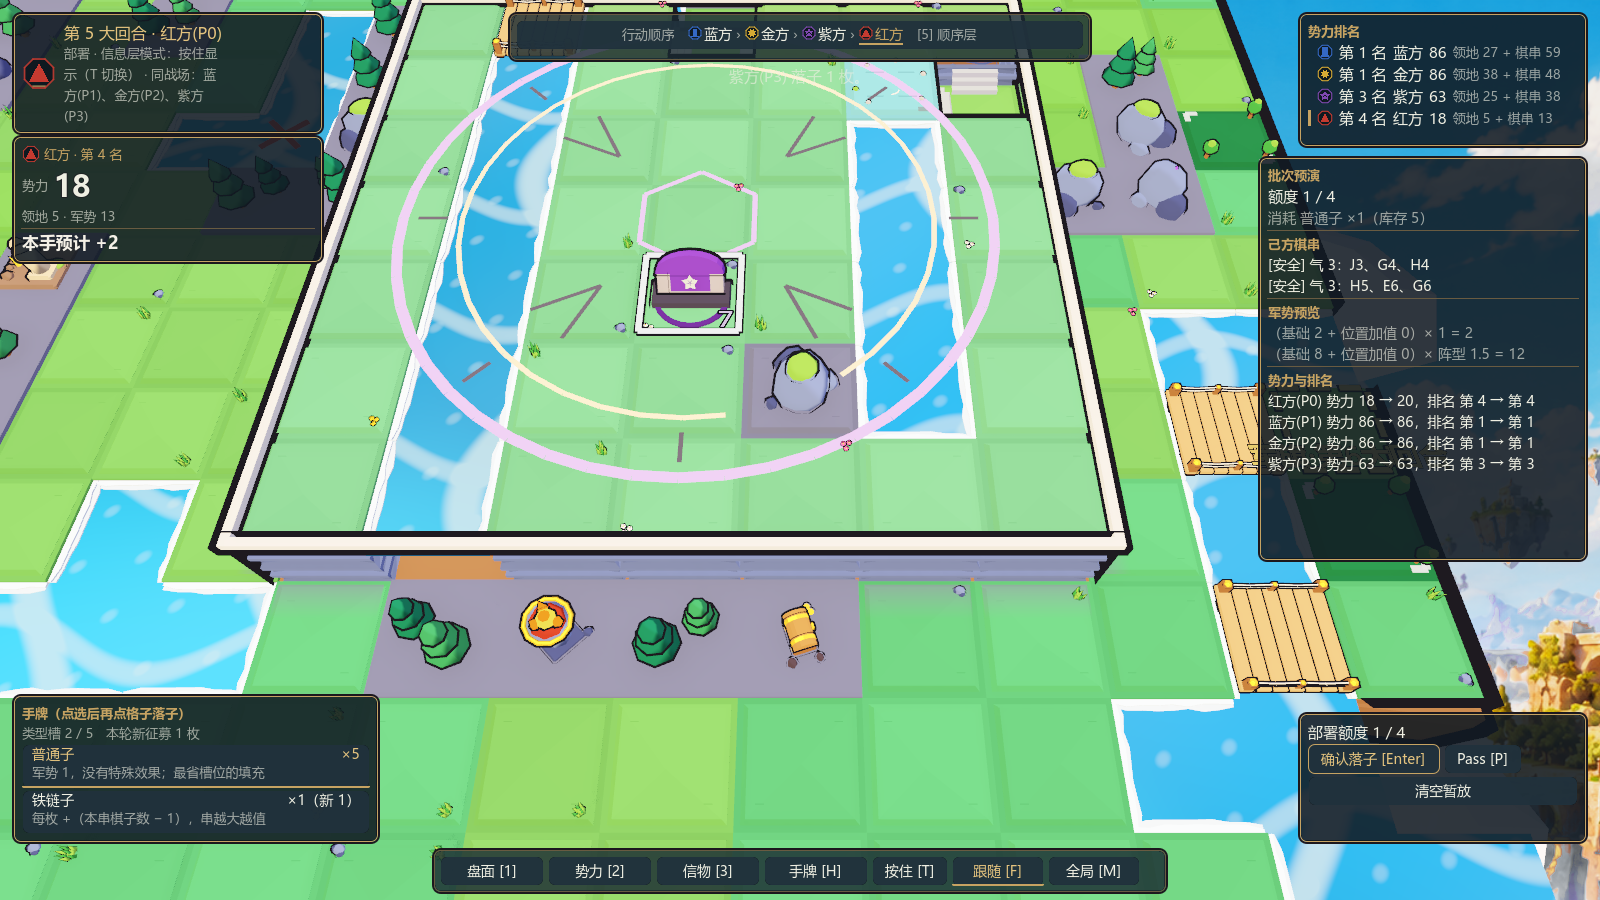 第 5 大回合 · 红方(P0)
部署 · 信息层模式：按住显
示（T 切换） · 同战场：蓝
方(P1)、金方(P2)、紫方
(P3)
红方 · 第 4 名
势力 18
领地 5 · 军势 13
本手预计 +2
行动顺序 蓝方 › 金方 › 紫方 › 红方 [5] 顺序层
紫方(P3) 落子 1 枚
势力排名
第 1 名 蓝方 86 领地 27 + 棋串 59
第 1 名 金方 86 领地 38 + 棋串 48
第 3 名 紫方 63 领地 25 + 棋串 38
第 4 名 红方 18 领地 5 + 棋串 13
批次预演
额度 1 / 4
消耗 普通子 ×1（库存 5）
己方棋串
[安全] 气 3：J3、G4、H4
[安全] 气 3：H5、E6、G6
军势预览
（基础 2 + 位置加值 0）× 1 = 2
（基础 8 + 位置加值 0）× 阵型 1.5 = 12
势力与排名
红方(P0) 势力 18 → 20，排名 第 4 → 第 4
蓝方(P1) 势力 86 → 86，排名 第 1 → 第 1
金方(P2) 势力 86 → 86，排名 第 1 → 第 1
紫方(P3) 势力 63 → 63，排名 第 3 → 第 3
7
手牌（点选后再点格子落子）
类型槽 2 / 5 本轮新征募 1 枚
普通子 ×5
军势 1，没有特殊效果；最省槽位的填充
铁链子 ×1（新 1）
每枚 +（本串棋子数 − 1），串越大越值
部署额度 1 / 4
确认落子 [Enter] Pass [P]
清空暂放
盘面 [1] 势力 [2] 信物 [3] 手牌 [H] 按住 [T] 跟随 [F] 全局 [M]